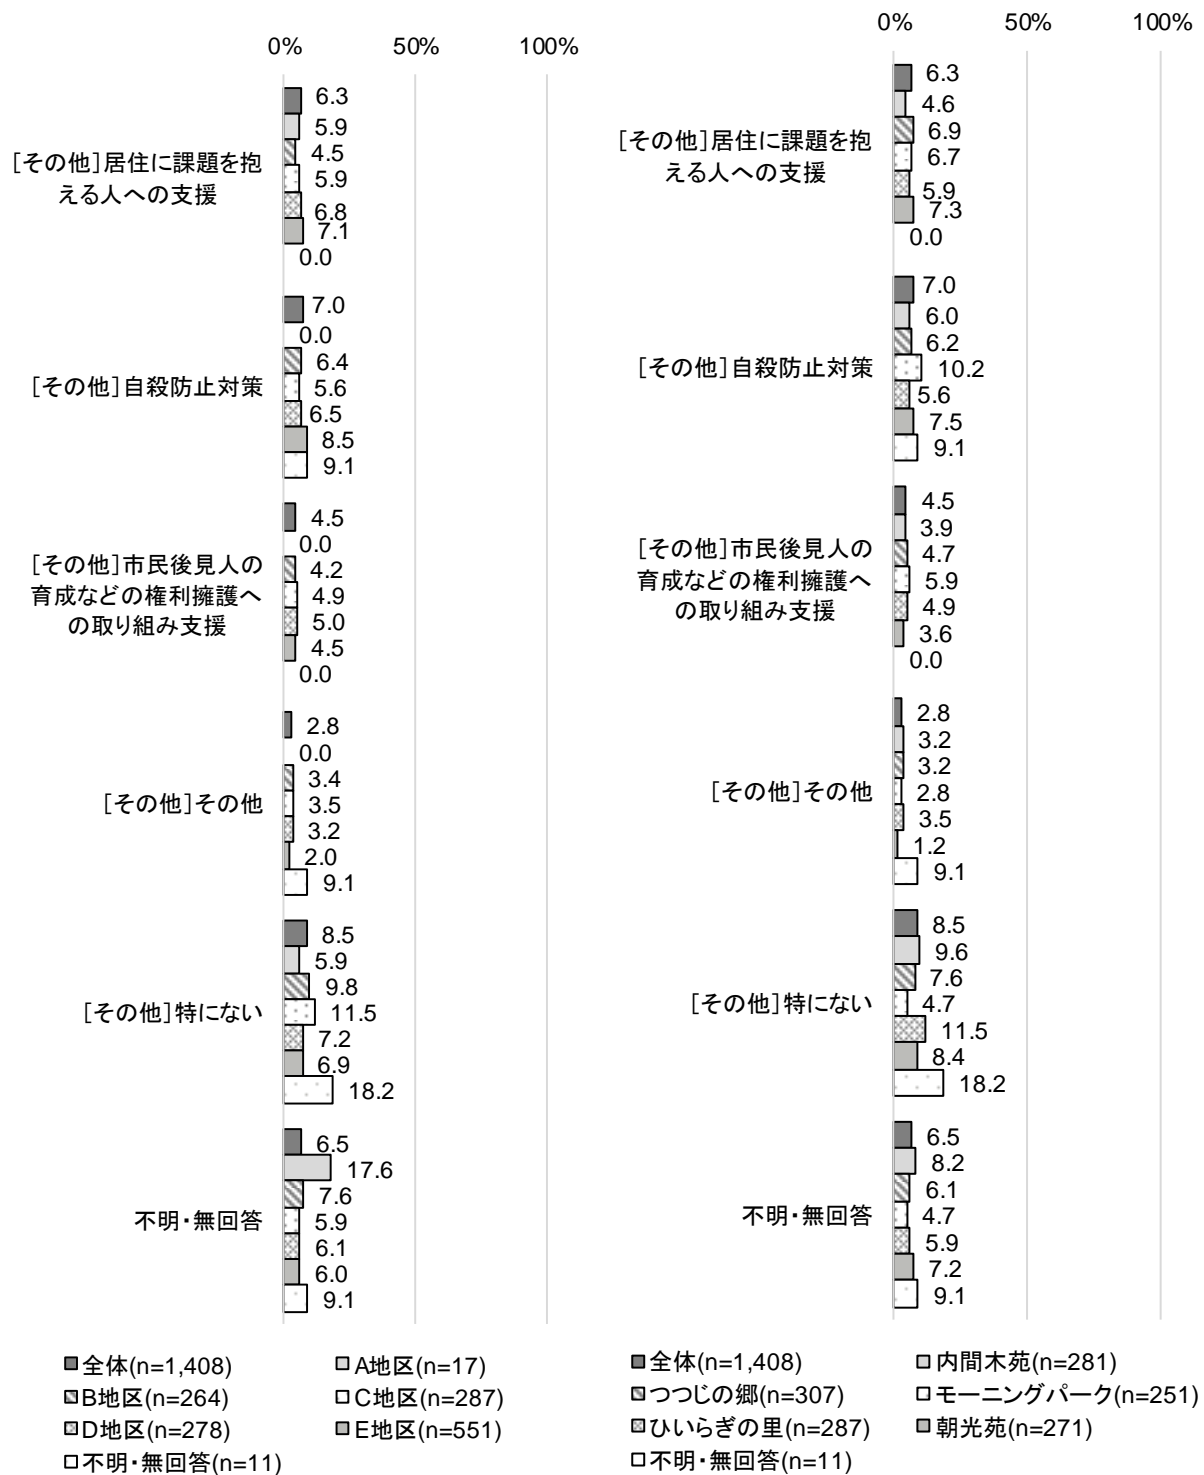 0%
50%
100%
[その他]居住に課題を抱
える人への支援
6.3
5.9
4.5
5.9
6.8
7.1
0.0
[その他]自殺防止対策
7.0
0.0
6.4
5.6
6.5
8.5
9.1
[その他]市民後見人の
育成などの権利擁護へ
の取り組み支援
4.5
0.0
4.2
4.9
5.0
4.5
0.0
[その他]その他
2.8
0.0
3.4
3.5
3.2
2.0
9.1
[その他]特にない
8.5
5.9
9.8
11.5
7.2
6.9
18.2
不明・無回答
6.5
17.6
7.6
5.9
6.1
6.0
9.1
全体(n=1,408)
A地区(n=17)
B地区(n=264)
C地区(n=287)
D地区(n=278)
E地区(n=551)
不明・無回答(n=11)
0%
50%
100%
[その他]居住に課題を抱
える人への支援
6.3
4.6
6.9
6.7
5.9
7.3
0.0
[その他]自殺防止対策
7.0
6.0
6.2
10.2
5.6
7.5
9.1
[その他]市民後見人の
育成などの権利擁護へ
の取り組み支援
4.5
3.9
4.7
5.9
4.9
3.6
0.0
[その他]その他
2.8
3.2
3.2
2.8
3.5
1.2
9.1
[その他]特にない
8.5
9.6
7.6
4.7
11.5
8.4
18.2
不明・無回答
6.5
8.2
6.1
4.7
5.9
7.2
9.1
全体(n=1,408)
内間木苑(n=281)
つつじの郷(n=307)
モーニングパーク(n=251)
ひいらぎの里(n=287)
朝光苑(n=271)
不明・無回答(n=11)